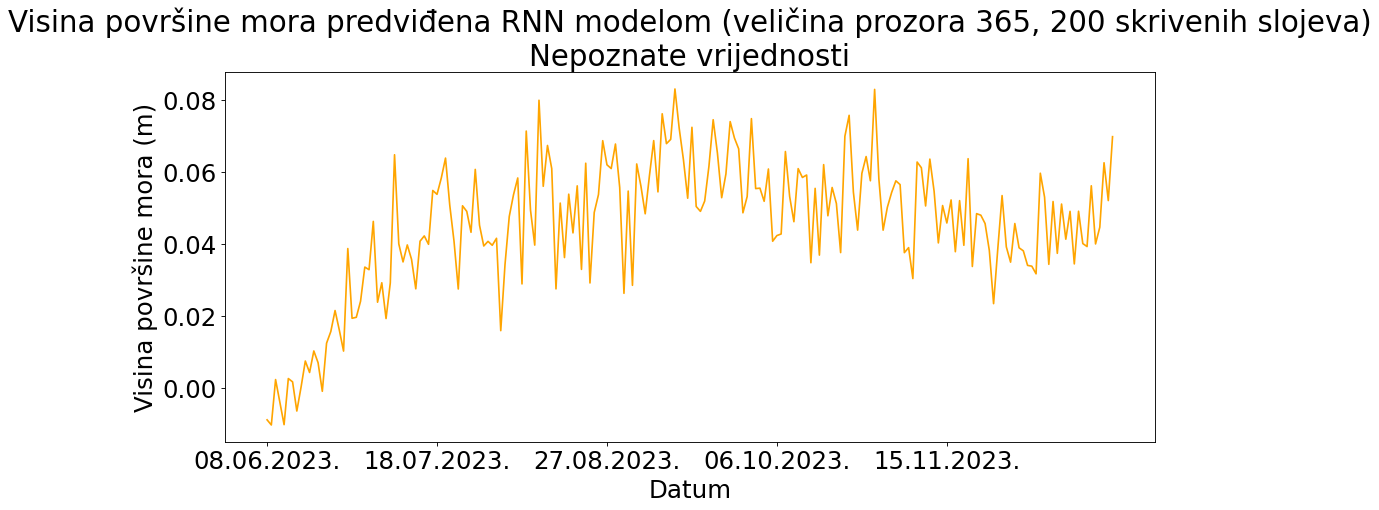 Visina površine mora predviđena RNN modelom (veličina prozora 365, 200 skrivenih slojeva)
Nepoznate vrijednosti
Visina površine mora (m)
0.08
0.06
0.04
0.02
0.00
08.06.2023. 18.07.2023. 27.08.2023. 06.10.2023. 15.11.2023.
Datum